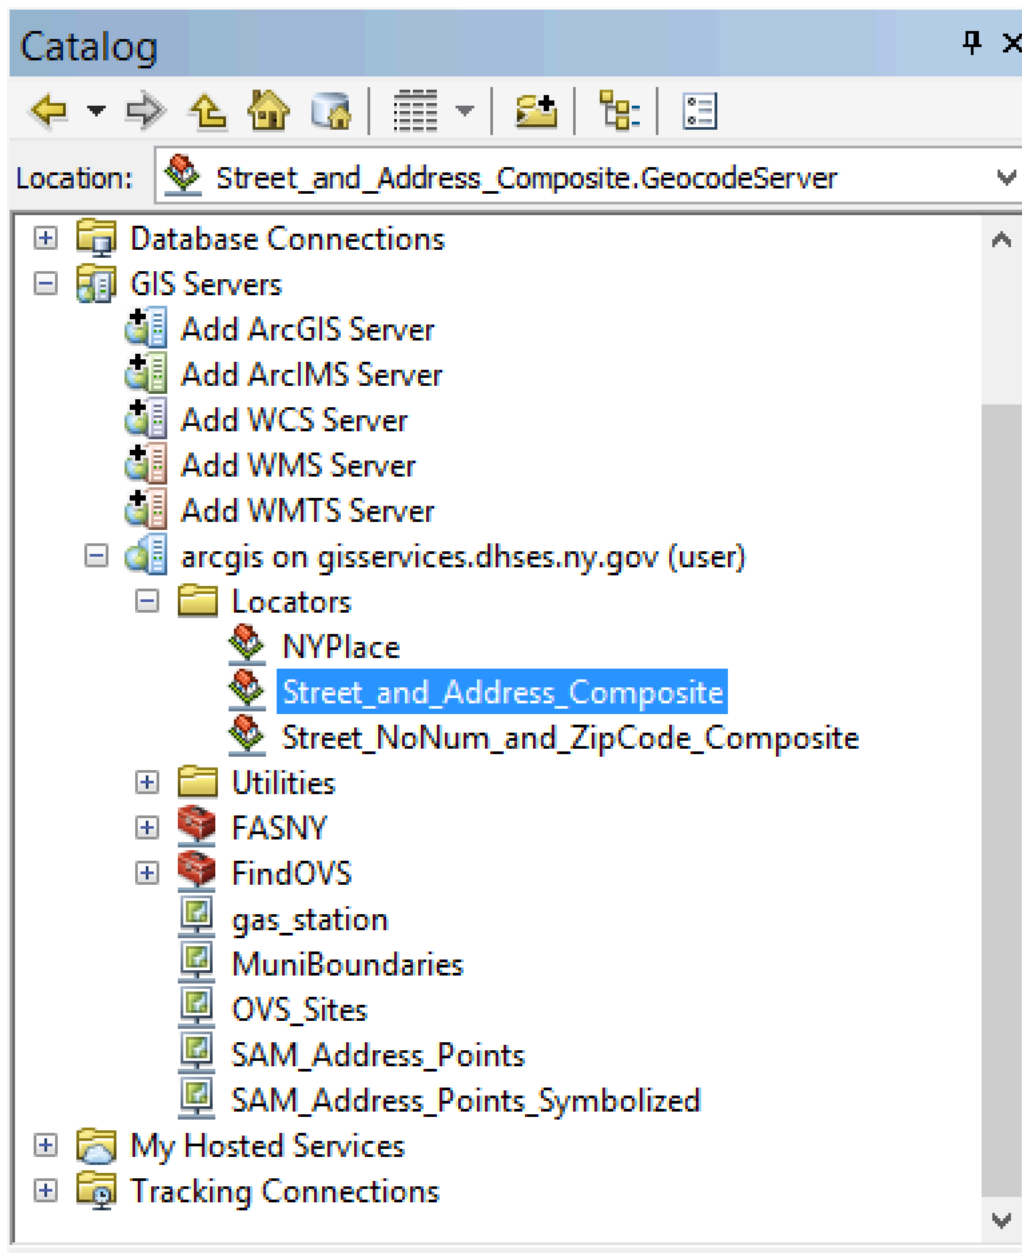 Catalog
Location: Street_and_Address_Composite.GeocodeServer
Database Connections
GIS Servers
Add ArcGIS Server
Add ArcIMS Server
Add WCS Server
Add WMS Server
Add WMTS Server
arcgis on gisservices.dhses.ny.gov (user)
Locators
NYPlace
Street_and_Address_Composite
Street_NoNum_and_ZipCode_Composite
Utilities
FASNY
FindOVS
gas_station
MuniBoundaries
OVS_Sites
SAM_Address_Points
SAM_Address_Points_Symbolized
My Hosted Services
Tracking Connections